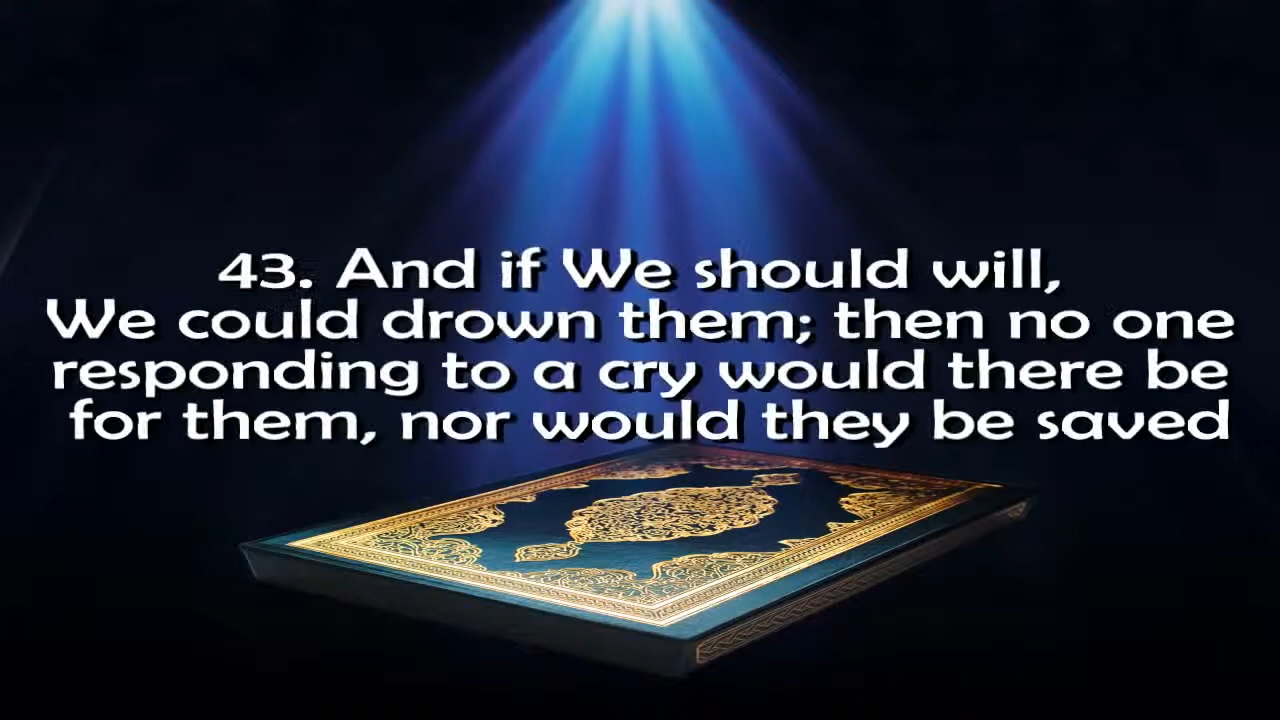 43. And if We should will,
We could drown them; then no one
responding to a cry would there be
for them, nor would they be saved